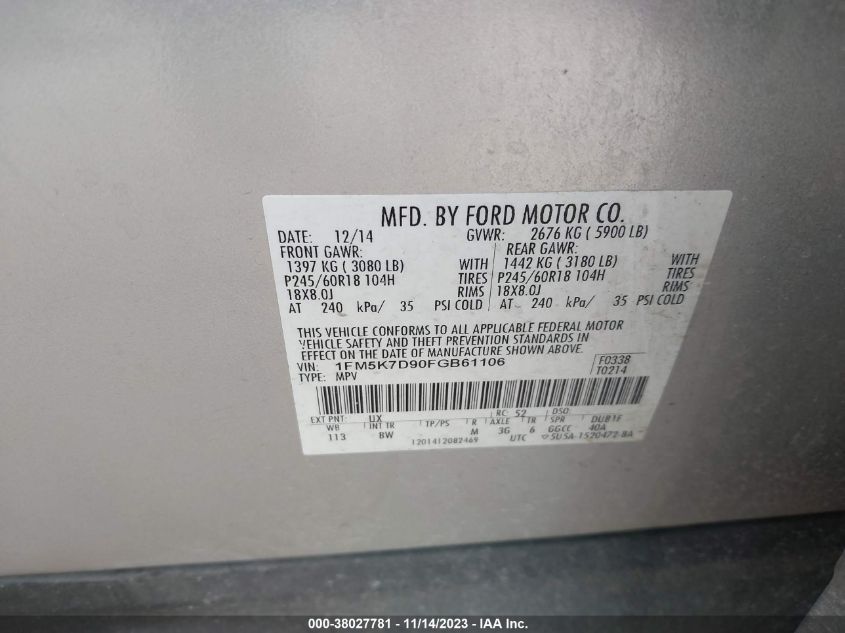 MFD. BY FORD MOTOR CO.
DATE: 12/14 GVWR: 2676 KG ( 5900 LB)
FRONT GAWR: REAR GAWR:
1397 KG ( 3080 LB) WITH 1442 KG ( 3180 LB) WITH
P245/60R18 104H TIRES P245/60R18 104H TIRES
18X8.0J RIMS 18X8.0J RIMS
AT 240 kPa/ 35 PSI COLD AT 240 kPa/ 35 PSI COLD
THIS VEHICLE CONFORMS TO ALL APPLICABLE FEDERAL MOTOR
VEHICLE SAFETY AND THEFT PREVENTION STANDARDS IN
EFFECT ON THE DATE OF MANUFACTURE SHOWN ABOVE.
VIN: 1FM5K7D90FGB61106 F0338
TYPE: MPV T0214
EXT PNT: UX RC: 52 DSO:
WB INT TR TP/PS R AXLE TR SPR DUB1F
113 BW M 3G 6 GGCC 40A
1201412082469 UTC ▽5U5A-1520472-BA
000-38027781 - 11/14/2023 - IAA Inc.